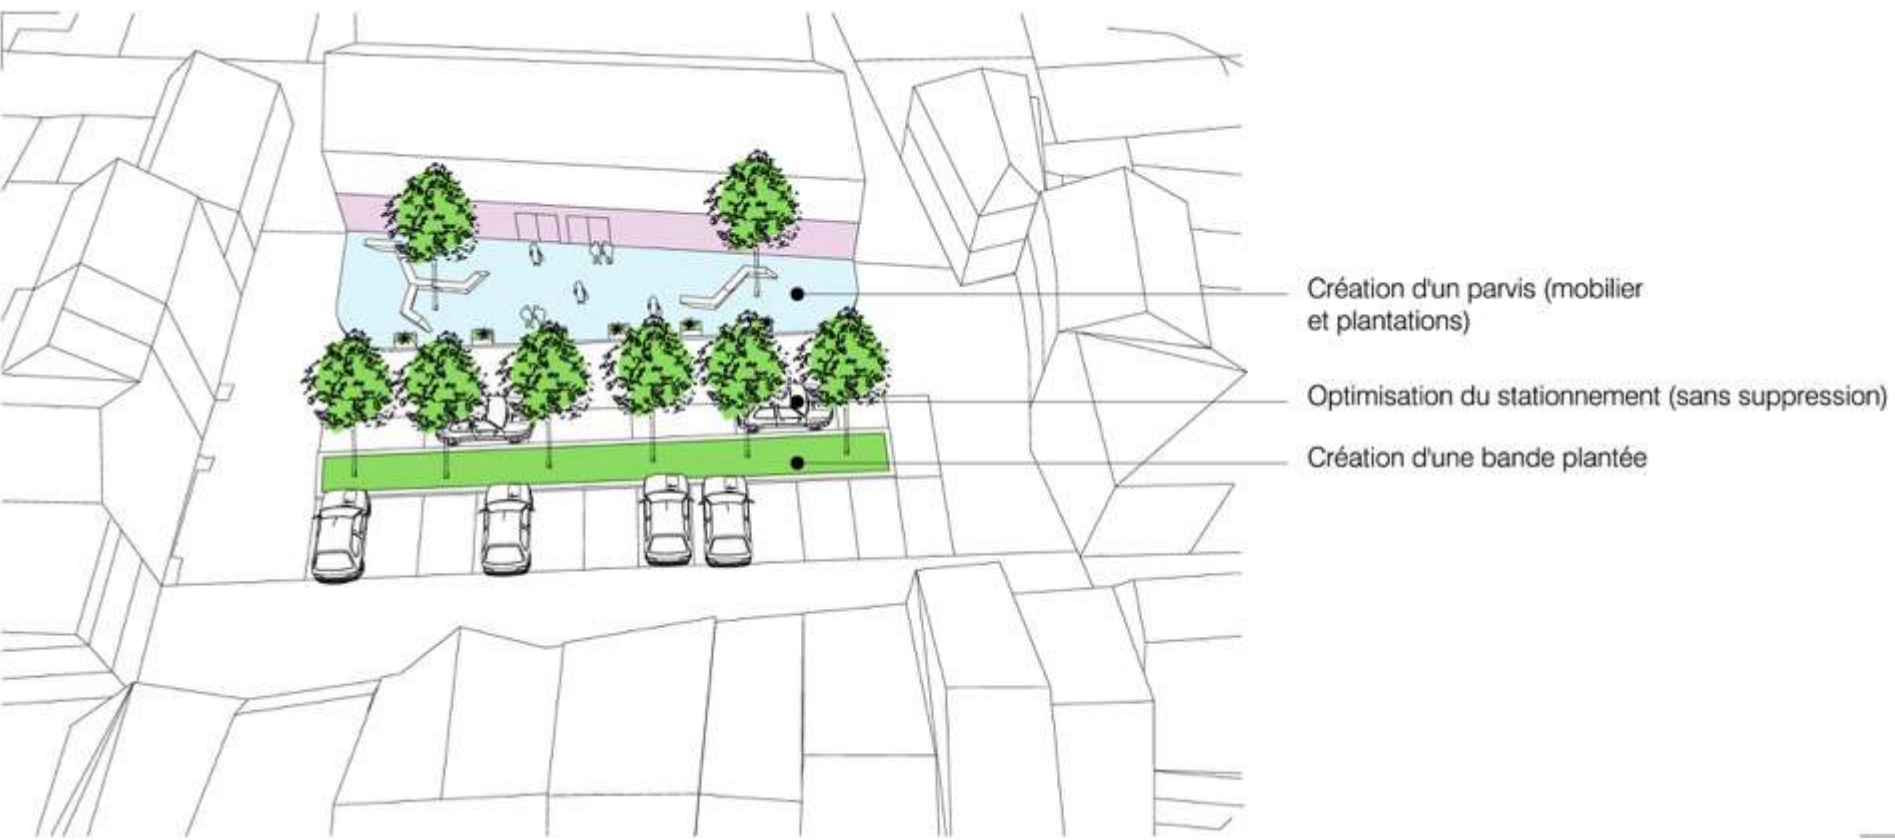 Création d'un parvis (mobilier
et plantations)
Optimisation du stationnement (sans suppression)
Création d'une bande plantée